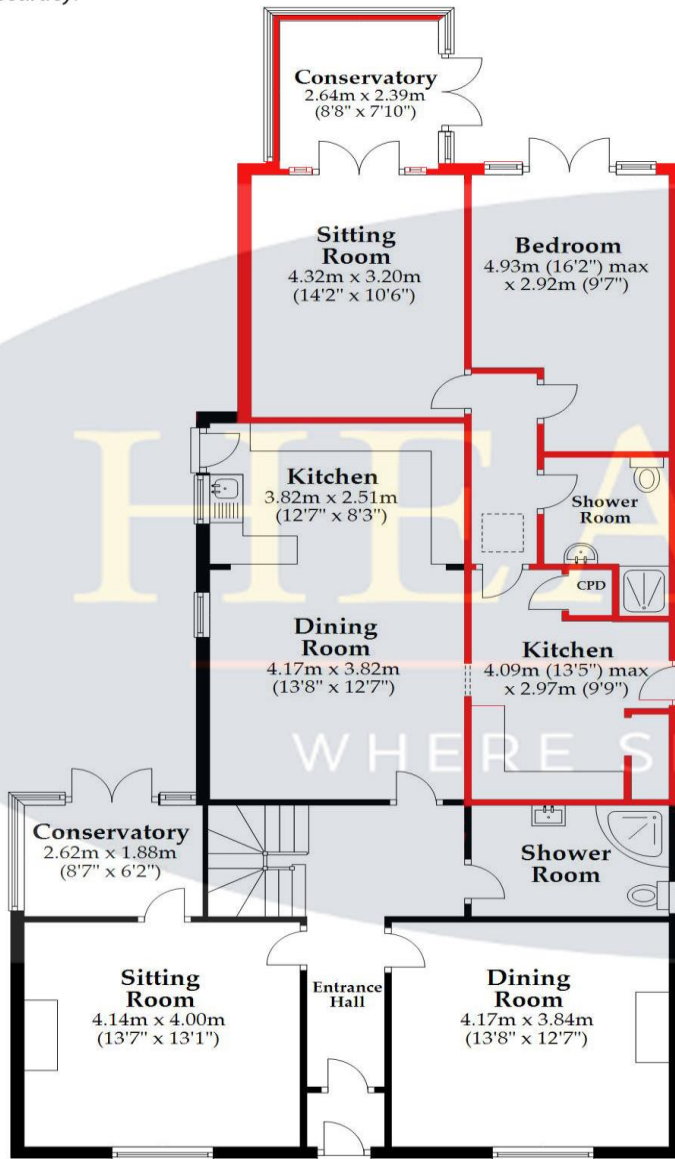 Conservatory
2.64m x 2.39m
(8'8" x 7'10")
Sitting
Room
4.32m x 3.20m
(14'2" x 10'6")
Bedroom
4.93m (16'2") max
x 2.92m (9'7")
Kitchen
3.82m x 2.51m
(12'7" x 8'3")
Shower
Room
CPD
HEA
Dining
Room
4.17m x 3.82m
(13'8" x 12'7")
Kitchen
4.09m (13'5") max
x 2.97m (9'9")
WHERE S
Conservatory
2.62m x 1.88m
(8'7" x 6'2")
Shower
Room
Sitting
Room
4.14m x 4.00m
(13'7" x 13'1")
Entrance
Hall
Dining
Room
4.17m x 3.84m
(13'8" x 12'7")